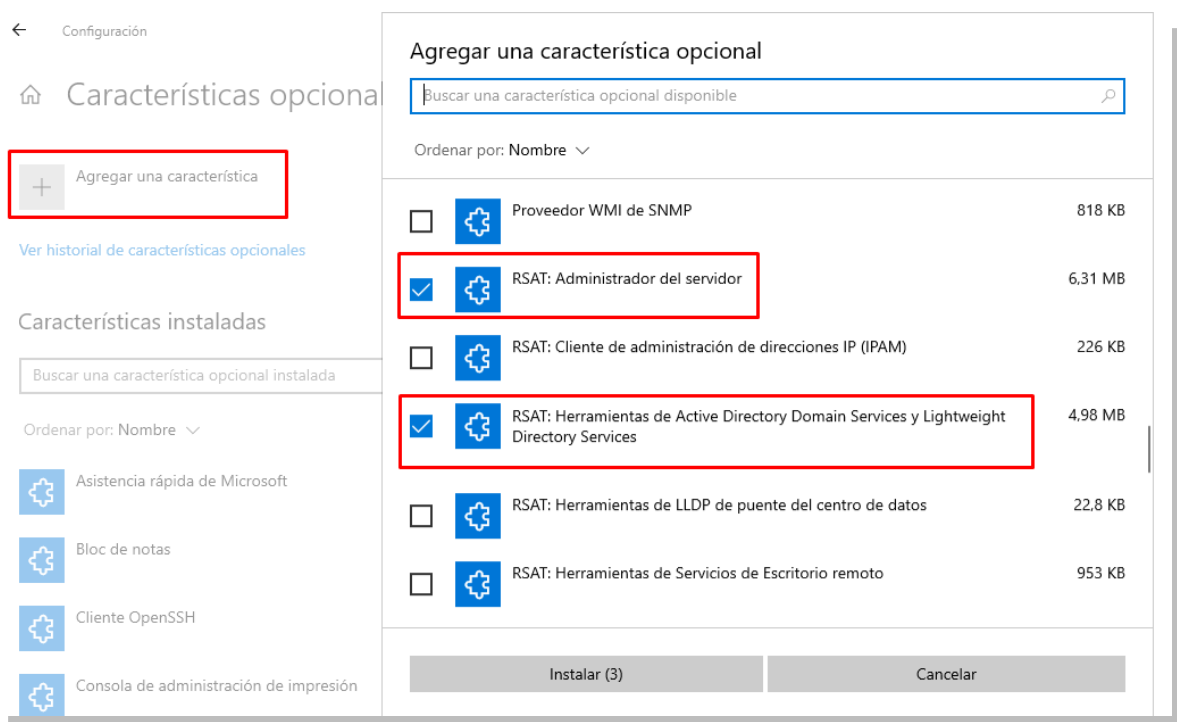 Configuración
Características opcional
Agregar una característica
Ver historial de características opcionales
Características instaladas
Buscar una característica opcional instalada
Ordenar por: Nombre
Asistencia rápida de Microsoft
Bloc de notas
Cliente OpenSSH
Consola de administración de impresión
Agregar una característica opcional
Buscar una característica opcional disponible
Ordenar por: Nombre
Proveedor WMI de SNMP 818 KB
RSAT: Administrador del servidor 6,31 MB
RSAT: Cliente de administración de direcciones IP (IPAM) 226 KB
RSAT: Herramientas de Active Directory Domain Services y Lightweight 4,98 MB
Directory Services
RSAT: Herramientas de LLDP de puente del centro de datos 22,8 KB
RSAT: Herramientas de Servicios de Escritorio remoto 953 KB
Instalar (3) Cancelar